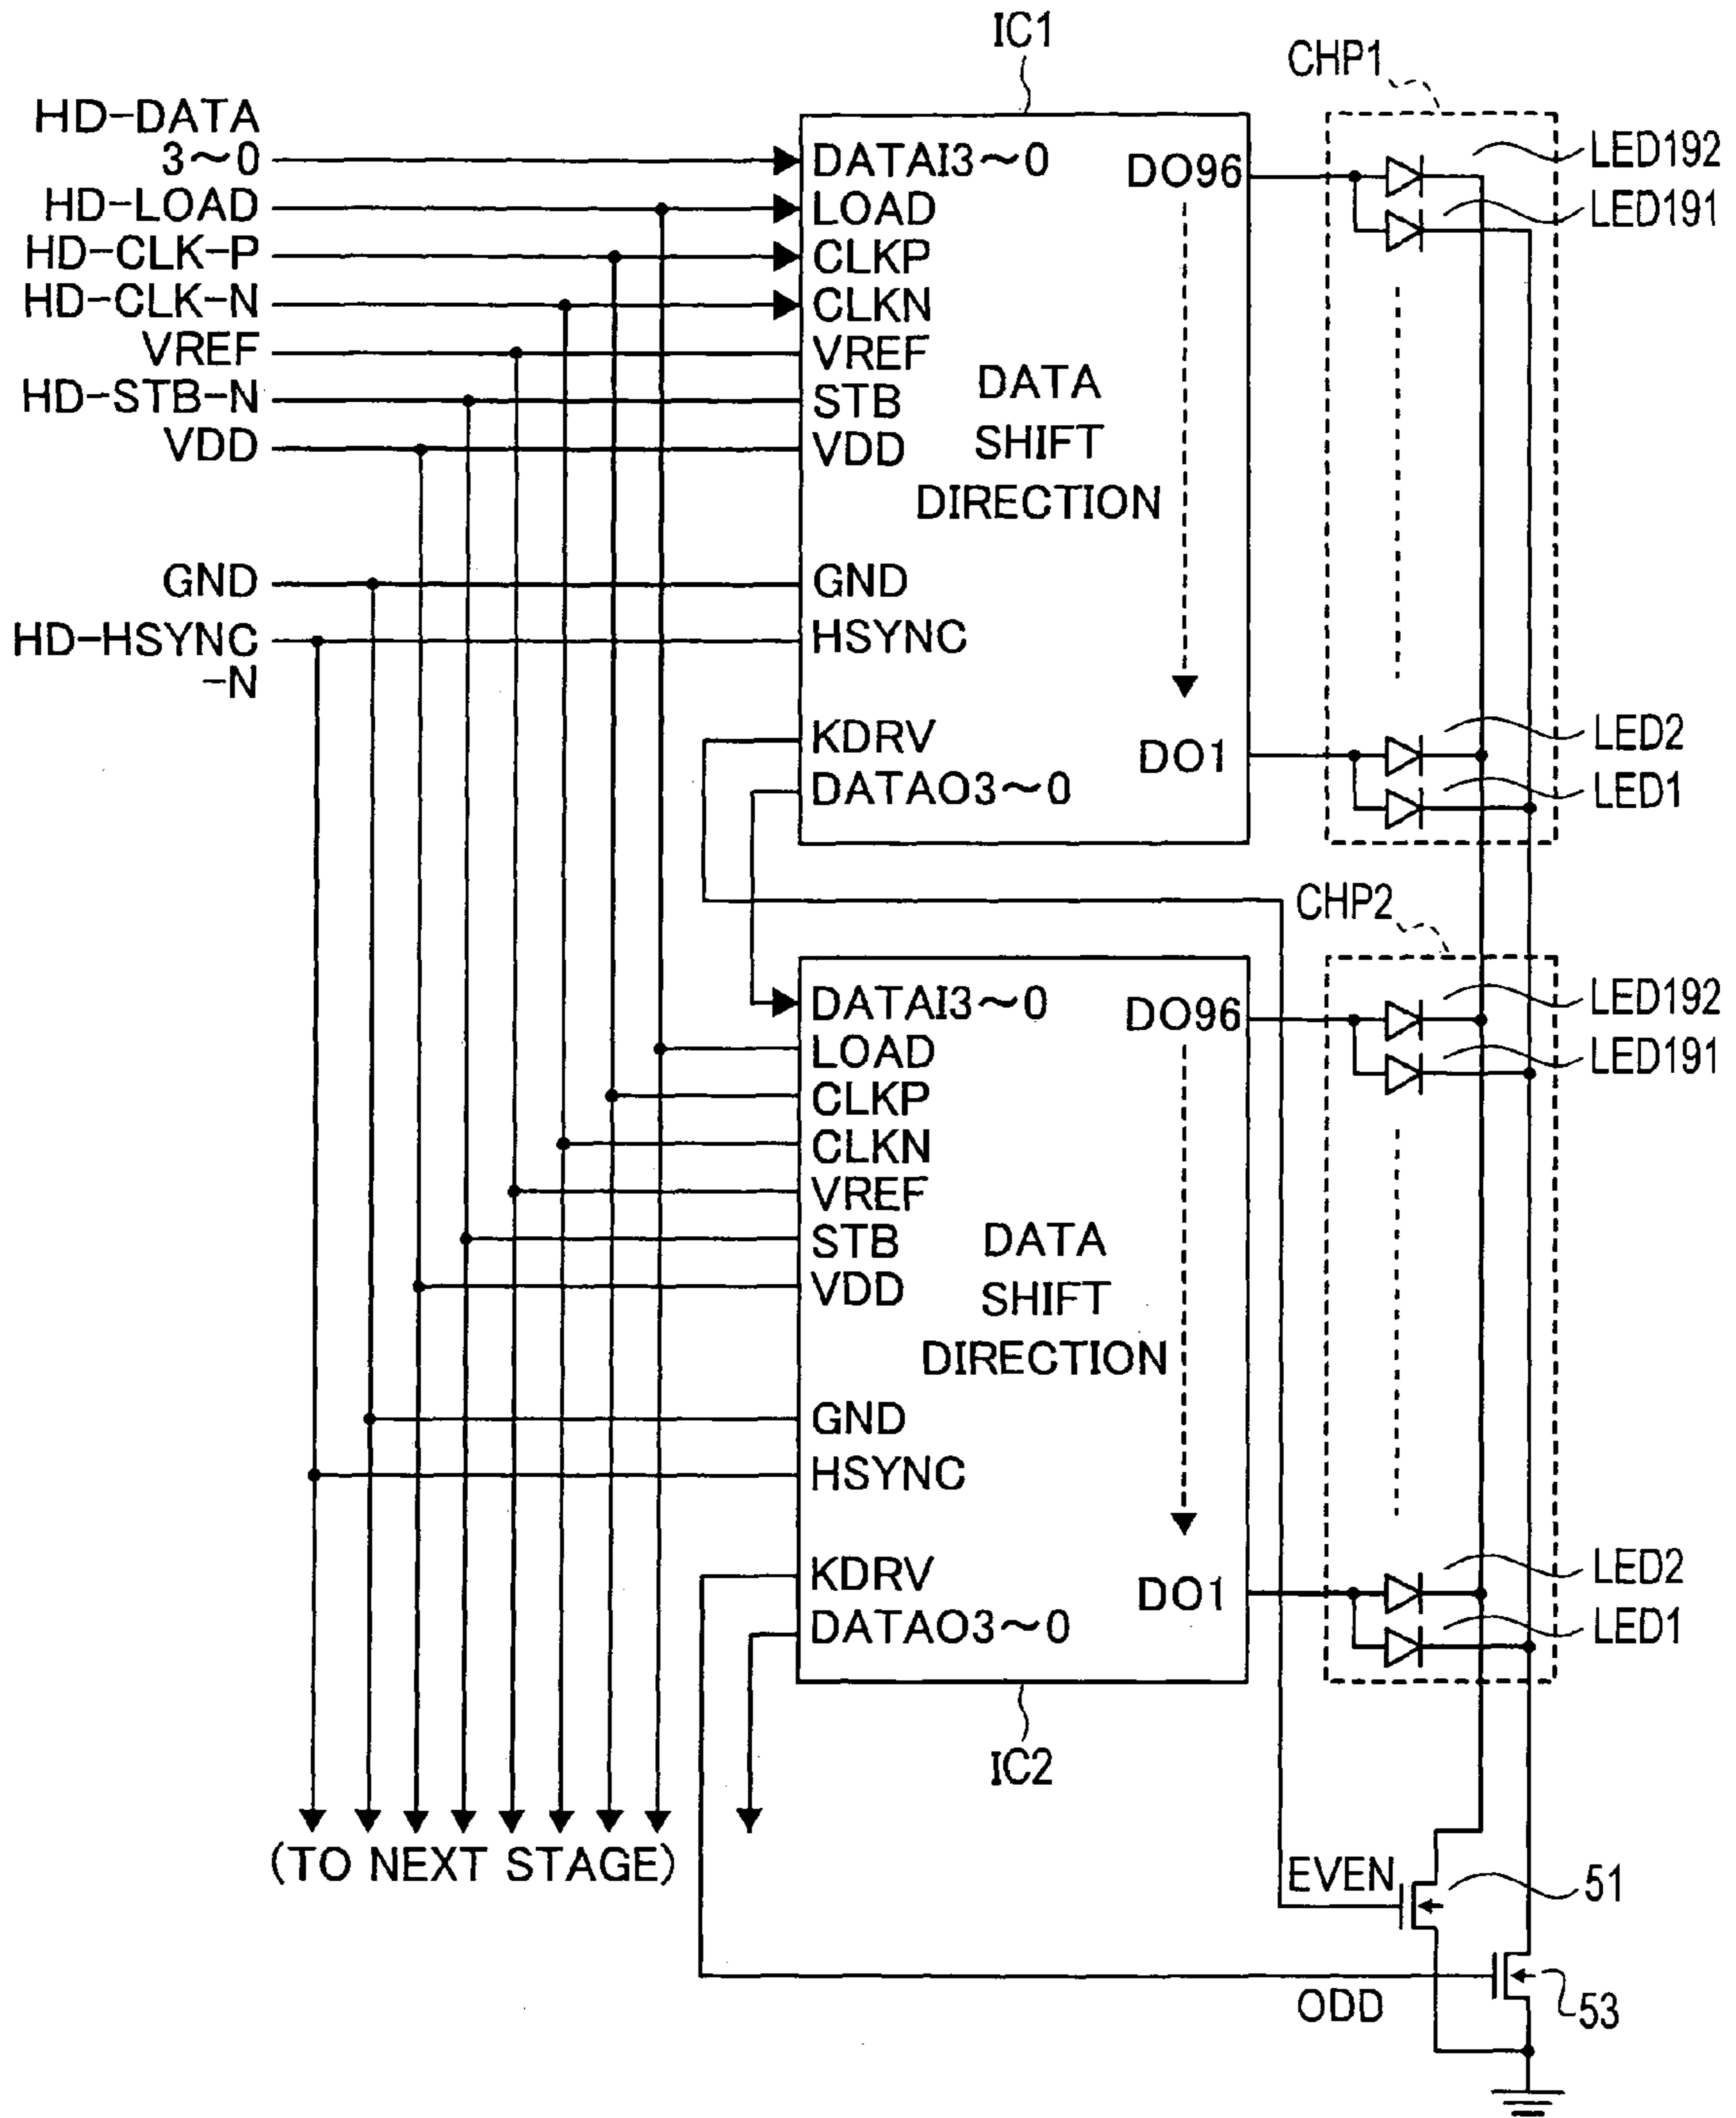 IC1
CHP1
HD-DATA
3~0
HD-LOAD
HD-CLK-P
HD-CLK-N
VREF
HD-STB-N
VDD
GND
HD-HSYNC
-N
DATAI3~0
LOAD
CLKP
CLKN
VREF
STB
VDD
GND
HSYNC
KDRV
DATAO3~0
DATA
SHIFT
DIRECTION
DO96
DO1
LED192
LED191
LED2
LED1
CHP2
DATAI3~0
LOAD
CLKP
CLKN
VREF
STB
VDD
GND
HSYNC
KDRV
DATAO3~0
DATA
SHIFT
DIRECTION
DO96
DO1
LED192
LED191
LED2
LED1
IC2
(TO NEXT STAGE)
EVEN
51
ODD
53